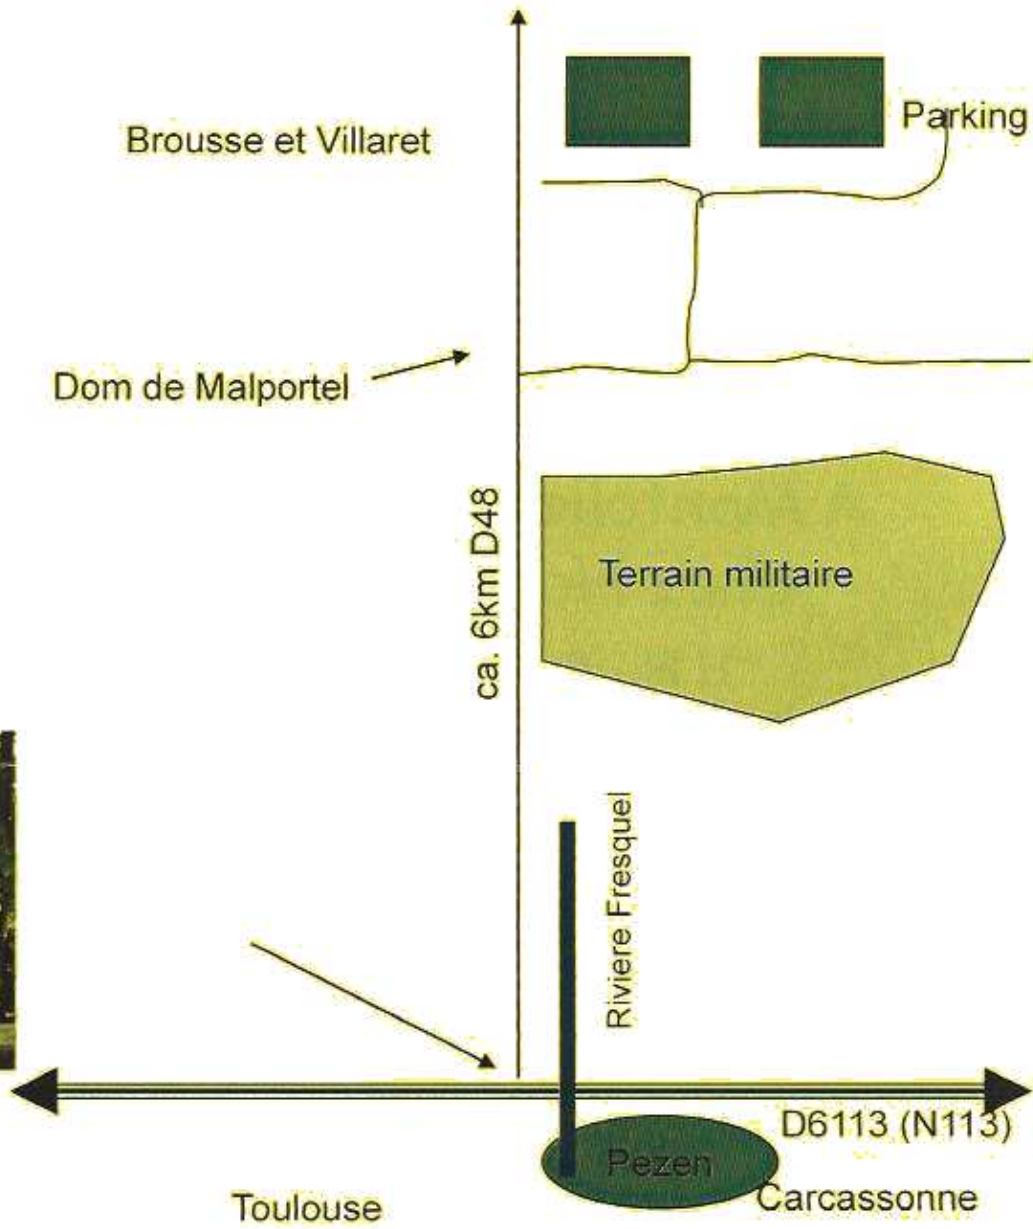 Parking
Brousse et Villaret
Dom de Malportel
ca. 6km D48
Terrain militaire
Riviere Fresquel
D6113 (N113)
Pezen
Carcassonne
Toulouse